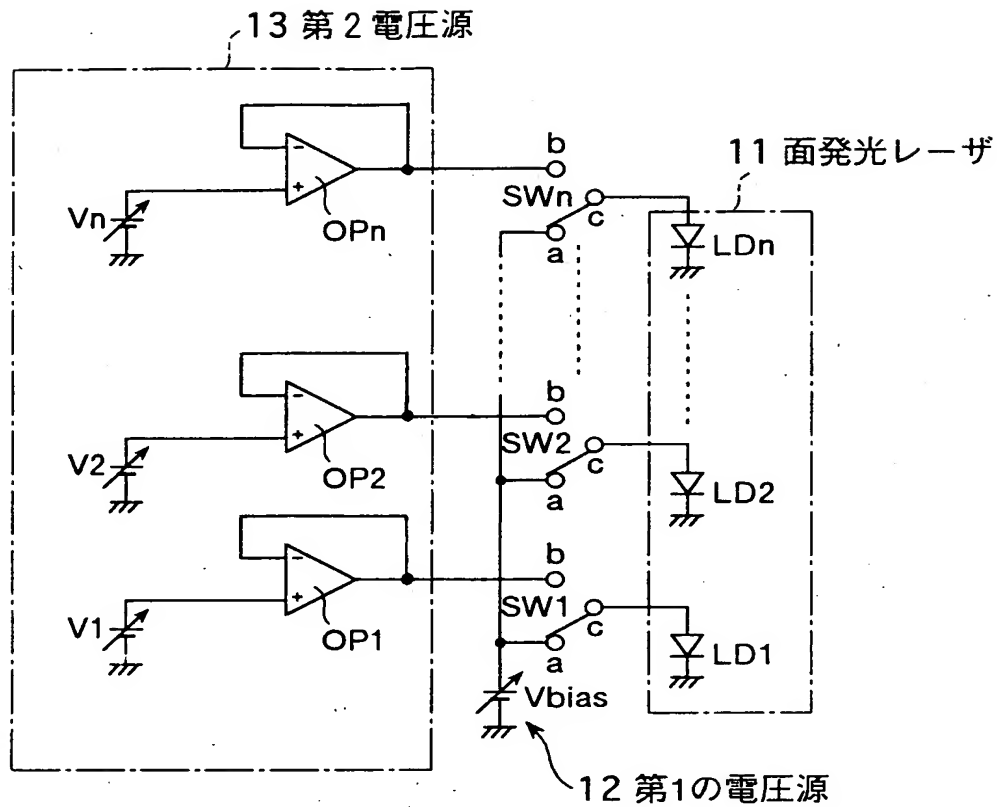 13 第2電圧源
11 面発光レーザ
b
SWn
c
a
Vn
-
+
OPn
LDn
b
SW2
c
a
V2
-
+
OP2
LD2
b
SW1
c
a
V1
-
+
OP1
LD1
Vbias
12 第1の電圧源